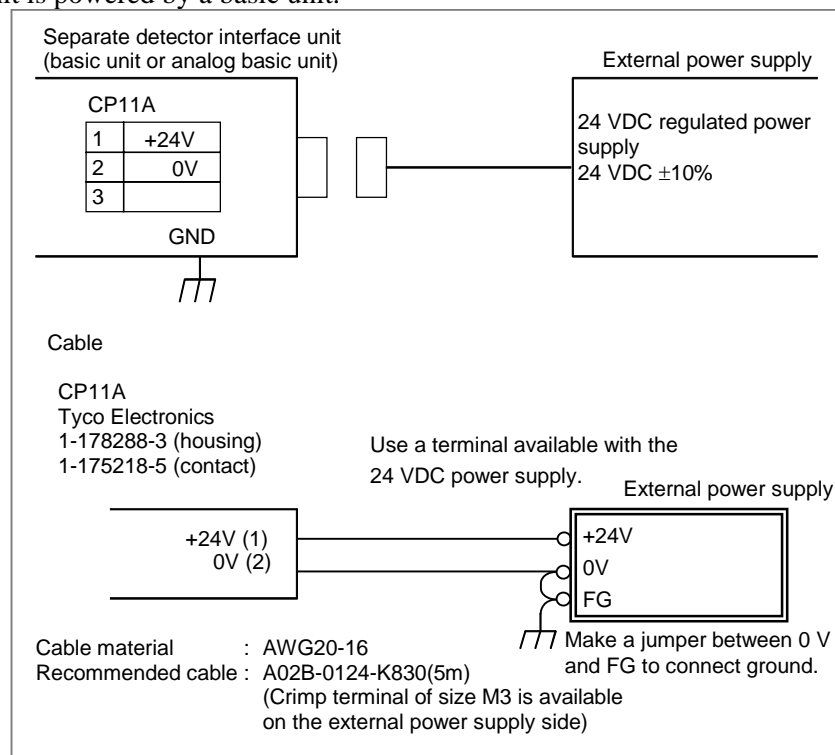 unit is powered by a basic unit.
Separate detector interface unit
(basic unit or analog basic unit)
External power supply
CP11A
1 +24V
2 0V
3
GND
24 VDC regulated power
supply
24 VDC ±10%
Cable
CP11A
Tyco Electronics
1-178288-3 (housing)
1-175218-5 (contact)
Use a terminal available with the
24 VDC power supply.
External power supply
+24V (1)
0V (2)
+24V
0V
FG
Make a jumper between 0 V
and FG to connect ground.
Cable material : AWG20-16
Recommended cable : A02B-0124-K830(5m)
(Crimp terminal of size M3 is available
on the external power supply side)